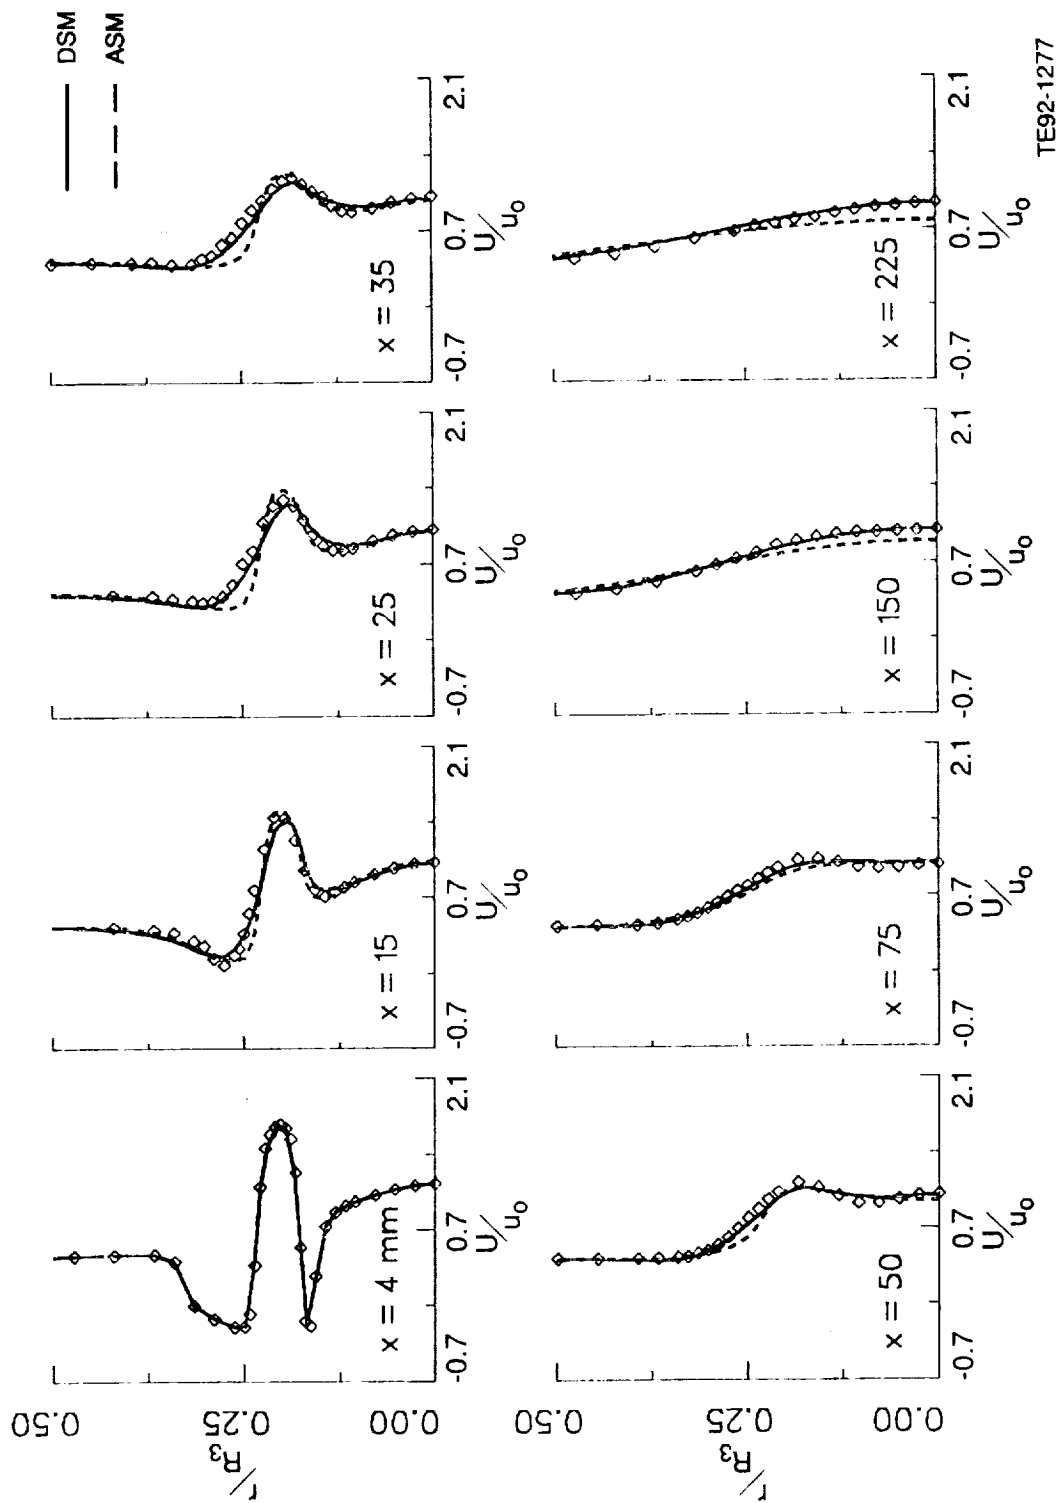 DSM
ASM
r/R3
0.50
0.25
0.00
x = 4 mm
-0.7
0.7
2.1
U/uo
x = 15
-0.7
0.7
2.1
U/uo
x = 25
-0.7
0.7
2.1
U/uo
x = 35
-0.7
0.7
2.1
U/uo
r/R3
0.50
0.25
0.00
x = 50
-0.7
0.7
2.1
U/uo
x = 75
-0.7
0.7
2.1
U/uo
x = 150
-0.7
0.7
2.1
U/uo
x = 225
-0.7
0.7
2.1
U/uo
TE92-1277